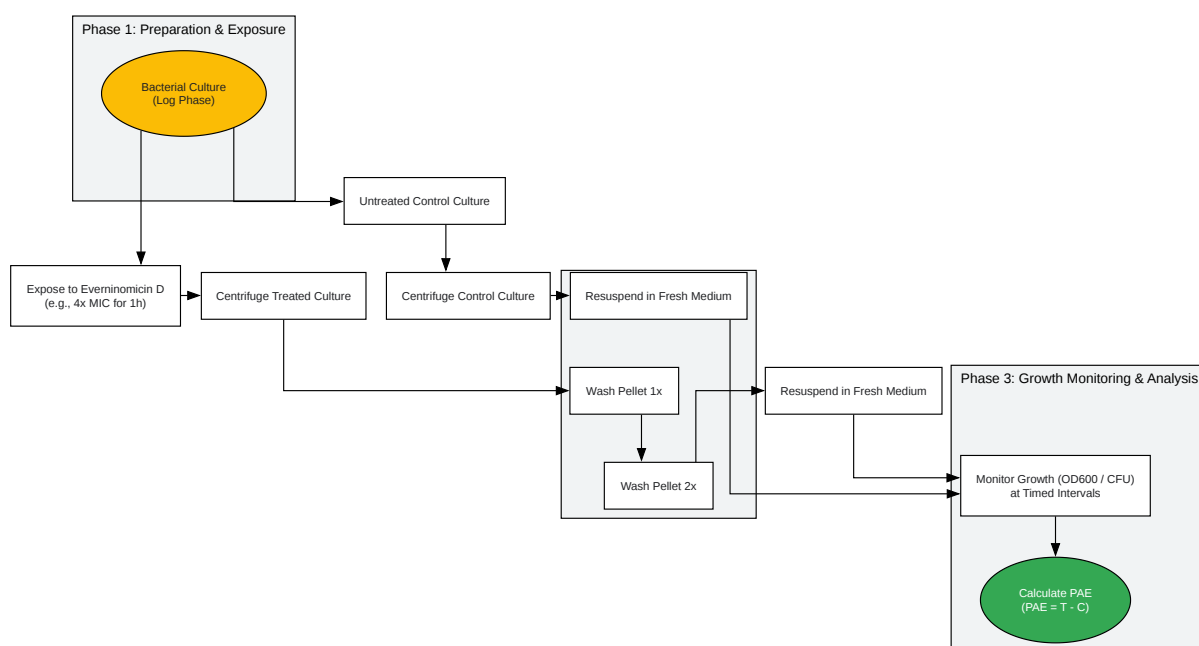 Phase 1: Preparation & Exposure
Bacterial Culture
(Log Phase)
Untreated Control Culture
Expose to Everninomicin D
(e.g., 4x MIC for 1h)
Centrifuge Treated Culture
Centrifuge Control Culture
Resuspend in Fresh Medium
Wash Pellet 1x
Resuspend in Fresh Medium
Phase 3: Growth Monitoring & Analysis
Wash Pellet 2x
Monitor Growth (OD600 / CFU)
at Timed Intervals
Calculate PAE
(PAE = T - C)